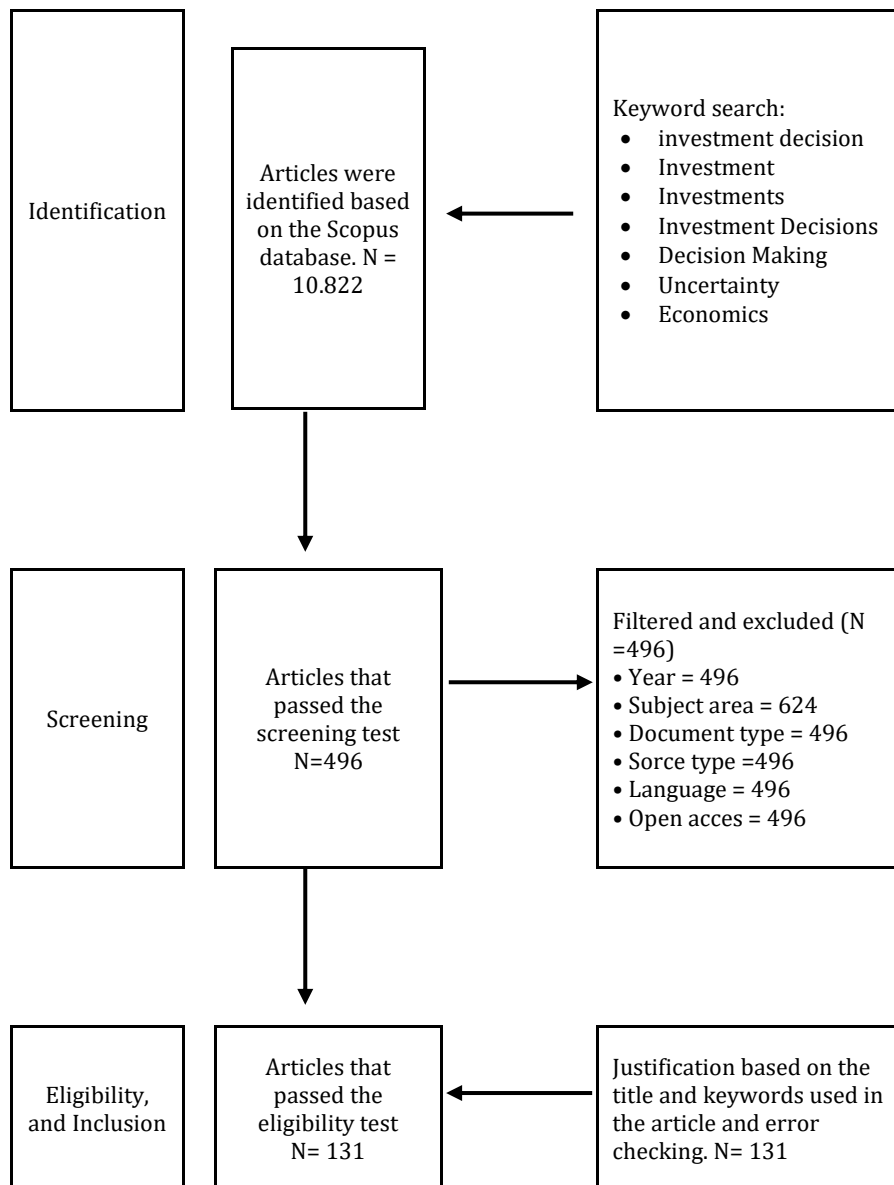 Identification
Articles were
identified based
on the Scopus
database. N =
10.822
Keyword search:
• investment decision
• Investment
• Investments
• Investment Decisions
• Decision Making
• Uncertainty
• Economics
Screening
Articles that
passed the
screening test
N=496
Filtered and excluded (N
=496)
• Year = 496
• Subject area = 624
• Document type = 496
• Sorce type =496
• Language = 496
• Open acces = 496
Eligibility,
and Inclusion
Articles that
passed the
eligibility test
N= 131
Justification based on the
title and keywords used in
the article and error
checking. N= 131